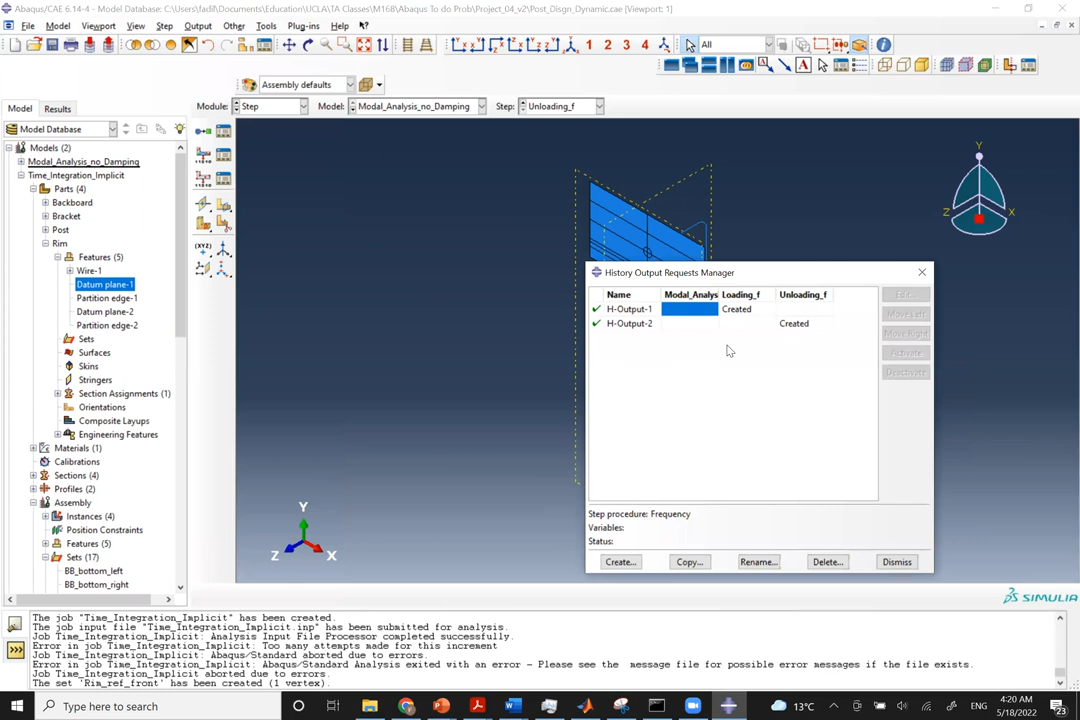 Abaqus/CAE 6.14-4 - Model Database: C:\Users\fadil\Documents\Education\UCLA\TA Classes\M16B\Abaqus To do Prob\Project_04_v2\Post_Disgn_Dynamic.cae [Viewport: 1]
File Model Viewport View Step Output Other Tools Plug-ins Help
1 2 3 4 All
Assembly defaults
Model Results Module: Step Model: Modal_Analysis_no_Damping Step: Unloading_f
Model Database
Models (2)
Modal_Analysis_no_Damping
Time_Integration_Implicit
Parts (4)
Backboard
Bracket
Post
Rim
Features (5)
Wire-1
Datum plane-1
Partition edge-1
Datum plane-2
Partition edge-2
Sets
Surfaces
Skins
Stringers
Section Assignments (1)
Orientations
Composite Layups
Engineering Features
Materials (1)
Calibrations
Sections (4)
Profiles (2)
Assembly
Instances (4)
Position Constraints
Features (5)
Sets (17)
BB_bottom_left
BB_bottom_right
Y
Z
X
Y
Z
X
History Output Requests Manager
Name Modal_Analys Loading_f Unloading_f
H-Output-1 Created
H-Output-2 Created
Edit...
Move Left
Move Right
Activate
Deactivate
Step procedure: Frequency
Variables:
Status:
Create... Copy... Rename... Delete... Dismiss
SIMULIA
The job "Time_Integration_Implicit" has been created.
The job input file "Time_Integration_Implicit.inp" has been submitted for analysis.
Job Time_Integration_Implicit: Analysis Input File Processor completed successfully.
Error in job Time_Integration_Implicit: Too many attempts made for this increment
Job Time_Integration_Implicit: Abaqus/Standard aborted due to errors.
Error in job Time_Integration_Implicit: Abaqus/Standard Analysis exited with an error - Please see the message file for possible error messages if the file exists.
Job Time_Integration_Implicit aborted due to errors.
The set 'Rim_ref_front' has been created (1 vertex).
Type here to search
13°C
4:20 AM
5/18/2022
23